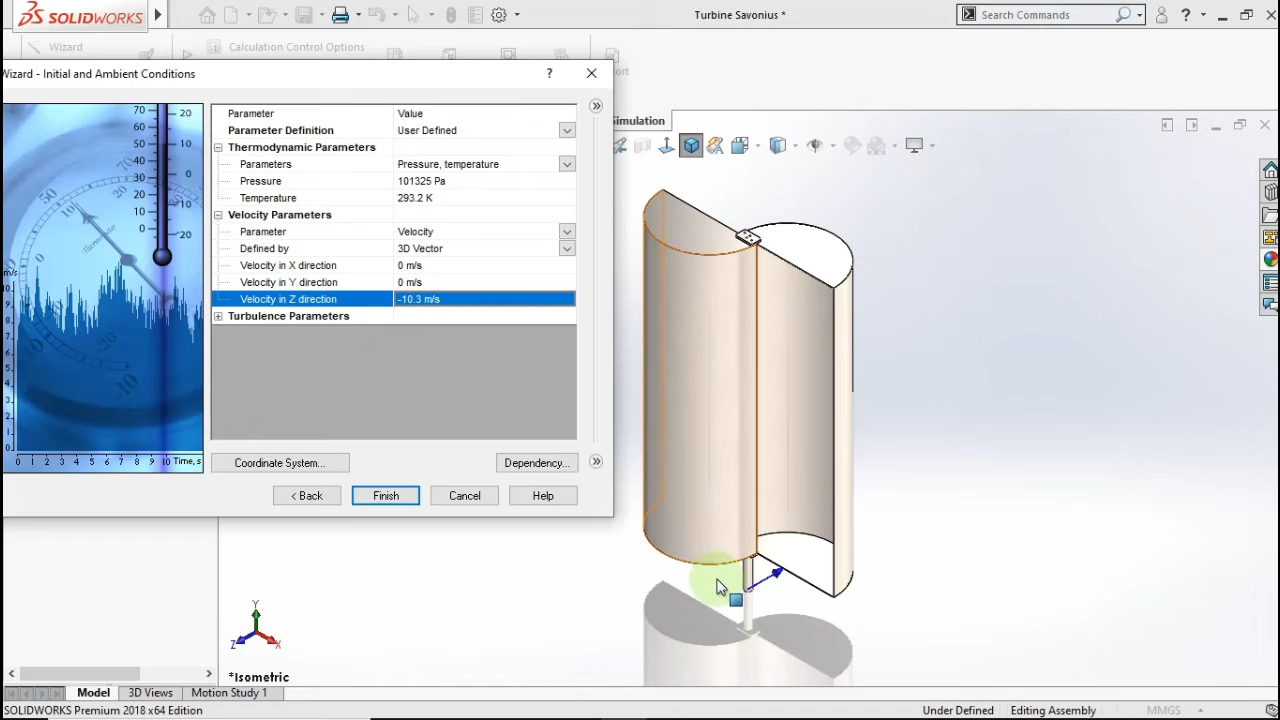 SOLIDWORKS
Turbine Savonius *
Search Commands
Wizard
Calculation Control Options
ort
Wizard - Initial and Ambient Conditions
?
Parameter Value
Parameter Definition User Defined
Thermodynamic Parameters
Parameters Pressure, temperature
Pressure 101325 Pa
Temperature 293.2 K
Velocity Parameters
Parameter Velocity
Defined by 3D Vector
Velocity in X direction 0 m/s
Velocity in Y direction 0 m/s
Velocity in Z direction -10.3 m/s
Turbulence Parameters
Coordinate System...
Dependency...
< Back
Finish
Cancel
Help
imulation
70
60
50
40
30
20
10
0
20
10
0
-10
-20
m/s
0 1 2 3 4 5 6 7 8 9 10 Time, s
Y
Z
X
*Isometric
Model 3D Views Motion Study 1
SOLIDWORKS Premium 2018 x64 Edition
Under Defined Editing Assembly MMGS